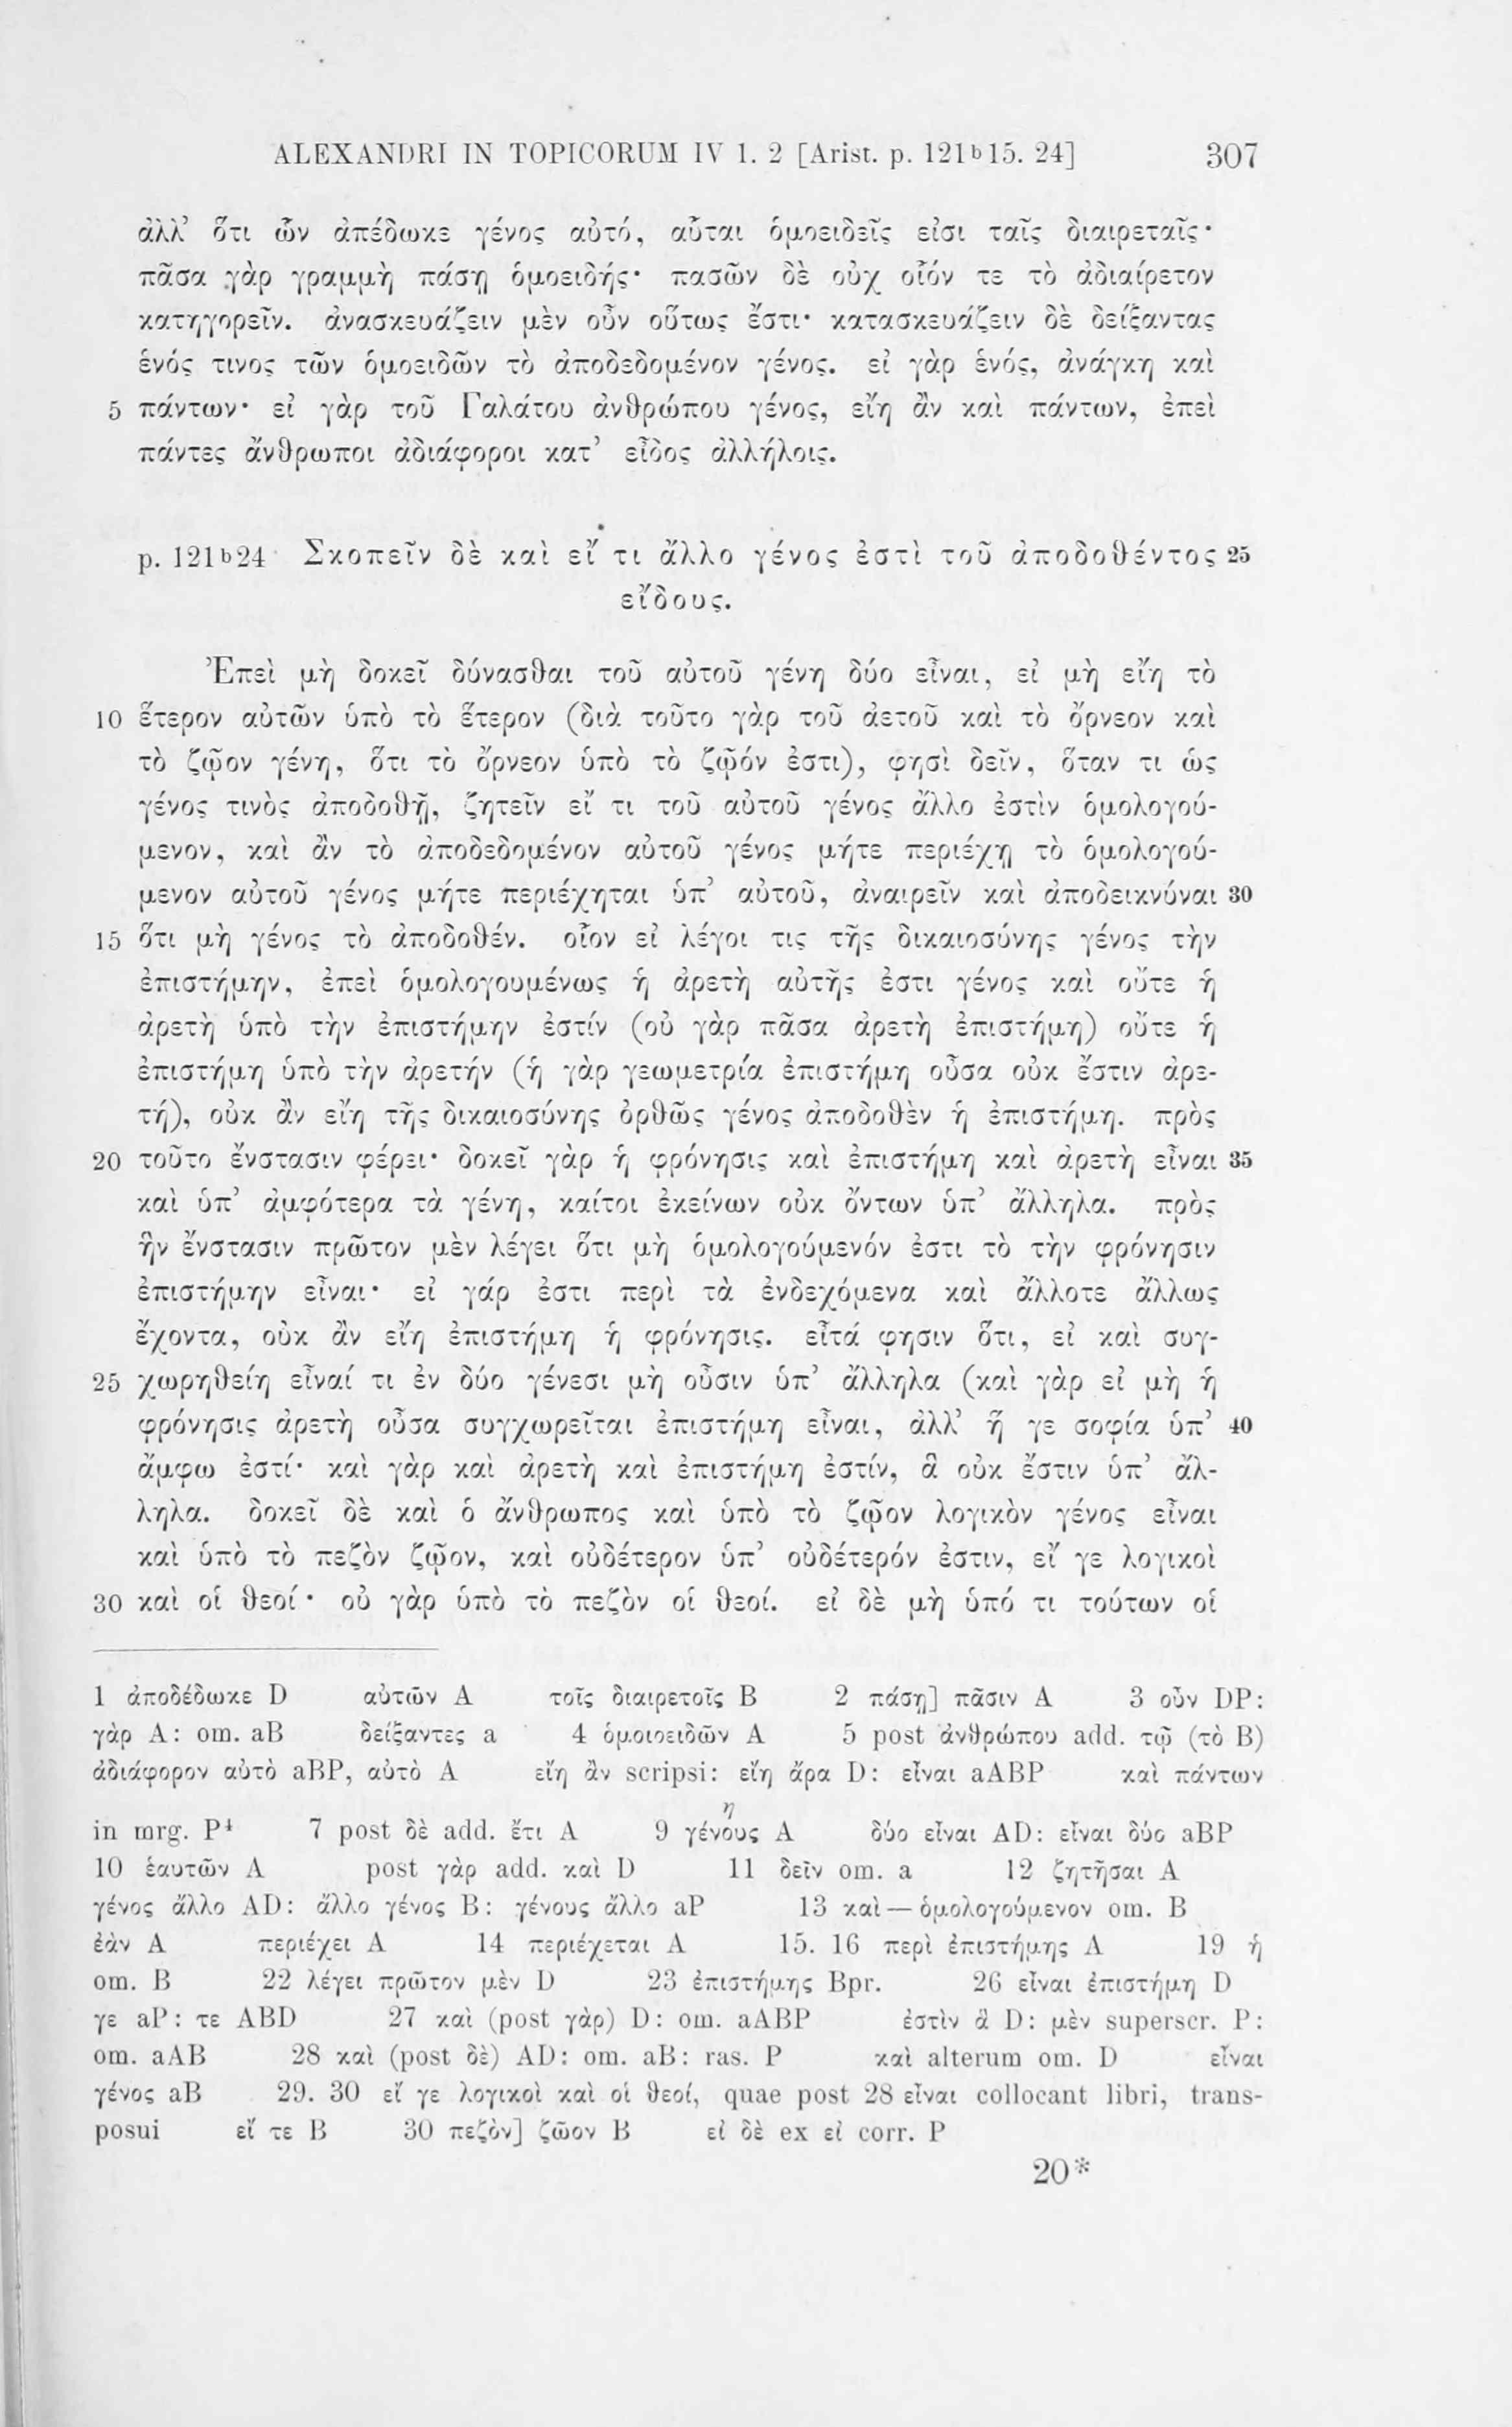 ALEXANDRI IN TOPICORUM IV 1. 2 [Arist. p. 121b15. 24] 307
ἀλλ’ ὅτι ὧν ἀπέδωκε γένος αὐτό, αὗται ὁμοειδεῖς εἰσι ταῖς διαιρεταῖς·
πᾶσα γὰρ γραμμὴ πάσῃ ὁμοειδής· πασῶν δὲ οὐχ οἷόν τε τὸ ἀδιαίρετον
κατηγορεῖν. ἀνασκευάζειν μὲν οὖν οὕτως ἔστι· κατασκευάζειν δὲ δείξαντας
ἑνός τινος τῶν ὁμοειδῶν τὸ ἀποδεδομένον γένος. εἰ γὰρ ἑνός, ἀνάγκη καὶ
5 πάντων· εἰ γὰρ τοῦ Γαλάτου ἀνθρώπου γένος, εἴη ἂν καὶ πάντων, ἐπεὶ
πάντες ἄνθρωποι ἀδιάφοροι κατ’ εἶδος ἀλλήλοις.
p. 121b24 Σκοπεῖν δὲ καὶ εἴ τι ἄλλο γένος ἐστὶ τοῦ ἀποδοθέντος 25
εἴδους.
Ἐπεὶ μὴ δοκεῖ δύνασθαι τοῦ αὐτοῦ γένη δύο εἶναι, εἰ μὴ εἴη τὸ
10 ἕτερον αὐτῶν ὑπὸ τὸ ἕτερον (διὰ τοῦτο γὰρ τοῦ ἀετοῦ καὶ τὸ ὄρνεον καὶ
τὸ ζῷον γένη, ὅτι τὸ ὄρνεον ὑπὸ τὸ ζῷόν ἐστι), φησὶ δεῖν, ὅταν τι ὡς
γένος τινὸς ἀποδοθῇ, ζητεῖν εἴ τι τοῦ αὐτοῦ γένος ἄλλο ἐστὶν ὁμολογού-
μενον, καὶ ἂν τὸ ἀποδεδομένον αὐτοῦ γένος μήτε περιέχῃ τὸ ὁμολογού-
μενον αὐτοῦ γένος μήτε περιέχηται ὑπ’ αὐτοῦ, ἀναιρεῖν καὶ ἀποδεικνύναι 30
15 ὅτι μὴ γένος τὸ ἀποδοθέν. οἷον εἰ λέγοι τις τῆς δικαιοσύνης γένος τὴν
ἐπιστήμην, ἐπεὶ ὁμολογουμένως ἡ ἀρετὴ αὐτῆς ἐστι γένος καὶ οὔτε ἡ
ἀρετὴ ὑπὸ τὴν ἐπιστήμην ἐστίν (οὐ γὰρ πᾶσα ἀρετὴ ἐπιστήμη) οὔτε ἡ
ἐπιστήμη ὑπὸ τὴν ἀρετήν (ἡ γὰρ γεωμετρία ἐπιστήμη οὖσα οὐκ ἔστιν ἀρε-
τή), οὐκ ἂν εἴη τῆς δικαιοσύνης ὀρθῶς γένος ἀποδοθὲν ἡ ἐπιστήμη. πρὸς
20 τοῦτο ἔνστασιν φέρει· δοκεῖ γὰρ ἡ φρόνησις καὶ ἐπιστήμη καὶ ἀρετὴ εἶναι 35
καὶ ὑπ’ ἀμφότερα τὰ γένη, καίτοι ἐκείνων οὐκ ὄντων ὑπ’ ἄλληλα. πρὸς
ἣν ἔνστασιν πρῶτον μὲν λέγει ὅτι μὴ ὁμολογούμενόν ἐστι τὸ τὴν φρόνησιν
ἐπιστήμην εἶναι· εἰ γάρ ἐστι περὶ τὰ ἐνδεχόμενα καὶ ἄλλοτε ἄλλως
ἔχοντα, οὐκ ἂν εἴη ἐπιστήμη ἡ φρόνησις. εἶτά φησιν ὅτι, εἰ καὶ συγ-
25 χωρηθείη εἶναί τι ἐν δύο γένεσι μὴ οὖσιν ὑπ’ ἄλληλα (καὶ γὰρ εἰ μὴ ἡ
φρόνησις ἀρετὴ οὖσα συγχωρεῖται ἐπιστήμη εἶναι, ἀλλ’ ἥ γε σοφία ὑπ’ 40
ἄμφω ἐστί· καὶ γὰρ καὶ ἀρετὴ καὶ ἐπιστήμη ἐστίν, ἃ οὐκ ἔστιν ὑπ’ ἄλ-
ληλα. δοκεῖ δὲ καὶ ὁ ἄνθρωπος καὶ ὑπὸ τὸ ζῷον λογικὸν γένος εἶναι
καὶ ὑπὸ τὸ πεζὸν ζῷον, καὶ οὐδέτερον ὑπ’ οὐδέτερόν ἐστιν, εἴ γε λογικοὶ
30 καὶ οἱ θεοί· οὐ γὰρ ὑπὸ τὸ πεζὸν οἱ θεοί. εἰ δὲ μὴ ὑπό τι τούτων οἱ
1 ἀποδέδωκε D αὐτῶν A τοῖς διαιρετοῖς B 2 πάσῃ] πᾶσιν A 3 οὖν DP:
γὰρ A: om. aB δείξαντες a 4 ὁμοιοειδῶν A 5 post ἀνθρώπου add. τῷ (τὸ B)
ἀδιάφορον αὐτὸ aBP, αὐτὸ A εἴη ἂν scripsi: εἴη ἄρα D: εἶναι aABP καὶ πάντων
in mrg. P⁴ 7 post δὲ add. ἔτι A 9 γένους A δύο εἶναι AD: εἶναι δύο aBP
10 ἑαυτῶν A post γὰρ add. καὶ D 11 δεῖν om. a 12 ζητῆσαι A
γένος ἄλλο AD: ἄλλο γένος B: γένους ἄλλο aP 13 καὶ — ὁμολογούμενον om. B
ἐὰν A περιέχει A 14 περιέχεται A 15. 16 περὶ ἐπιστήμης A 19 ἡ
om. B 22 λέγει πρῶτον μὲν D 23 ἐπιστήμης Bpr. 26 εἶναι ἐπιστήμη D
γε aP: τε ABD 27 καὶ (post γὰρ) D: om. aABP ἐστὶν ἃ D: μὲν superscr. P:
om. aAB 28 καὶ (post δὲ) AD: om. aB: ras. P καὶ alterum om. D εἶναι
γένος aB 29. 30 εἴ γε λογικοὶ καὶ οἱ θεοί, quae post 28 εἶναι collocant libri, trans-
posui εἴ τε B 30 πεζὸν] ζῶον B εἰ δὲ ex εἰ corr. P
20*